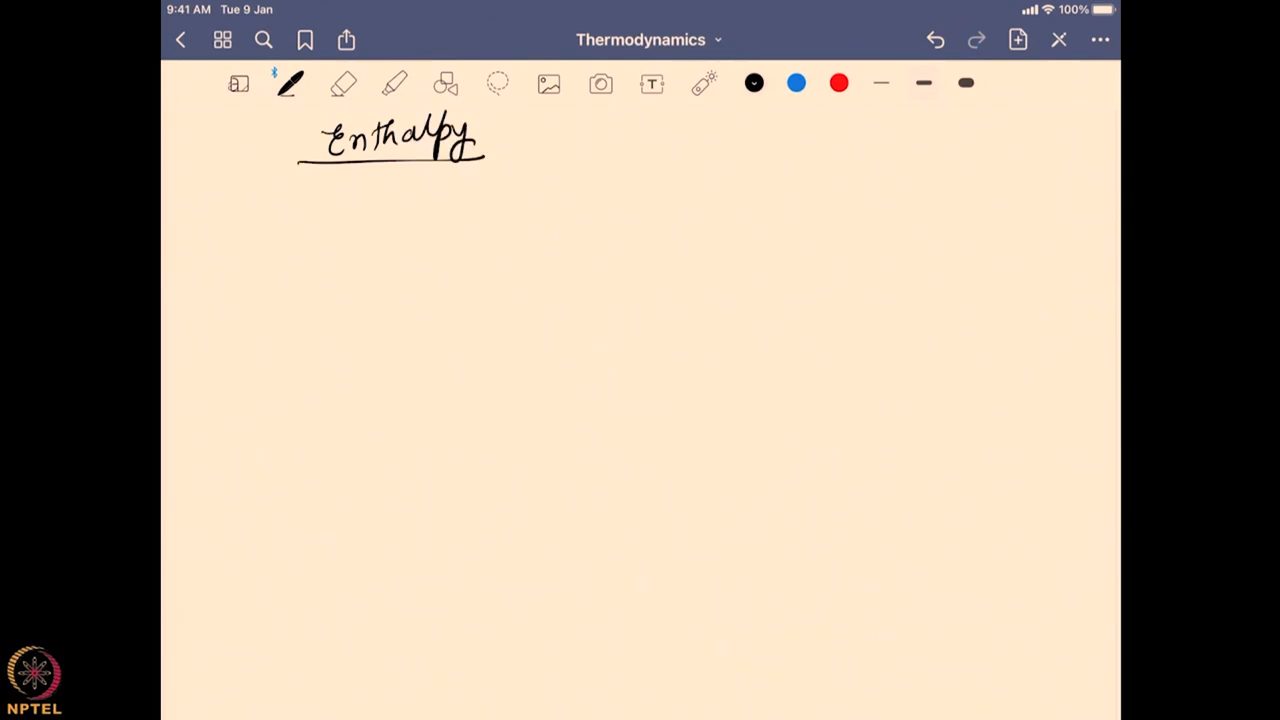 9:41 AM Tue 9 Jan 100%
Thermodynamics
T
Enthalpy
NPTEL